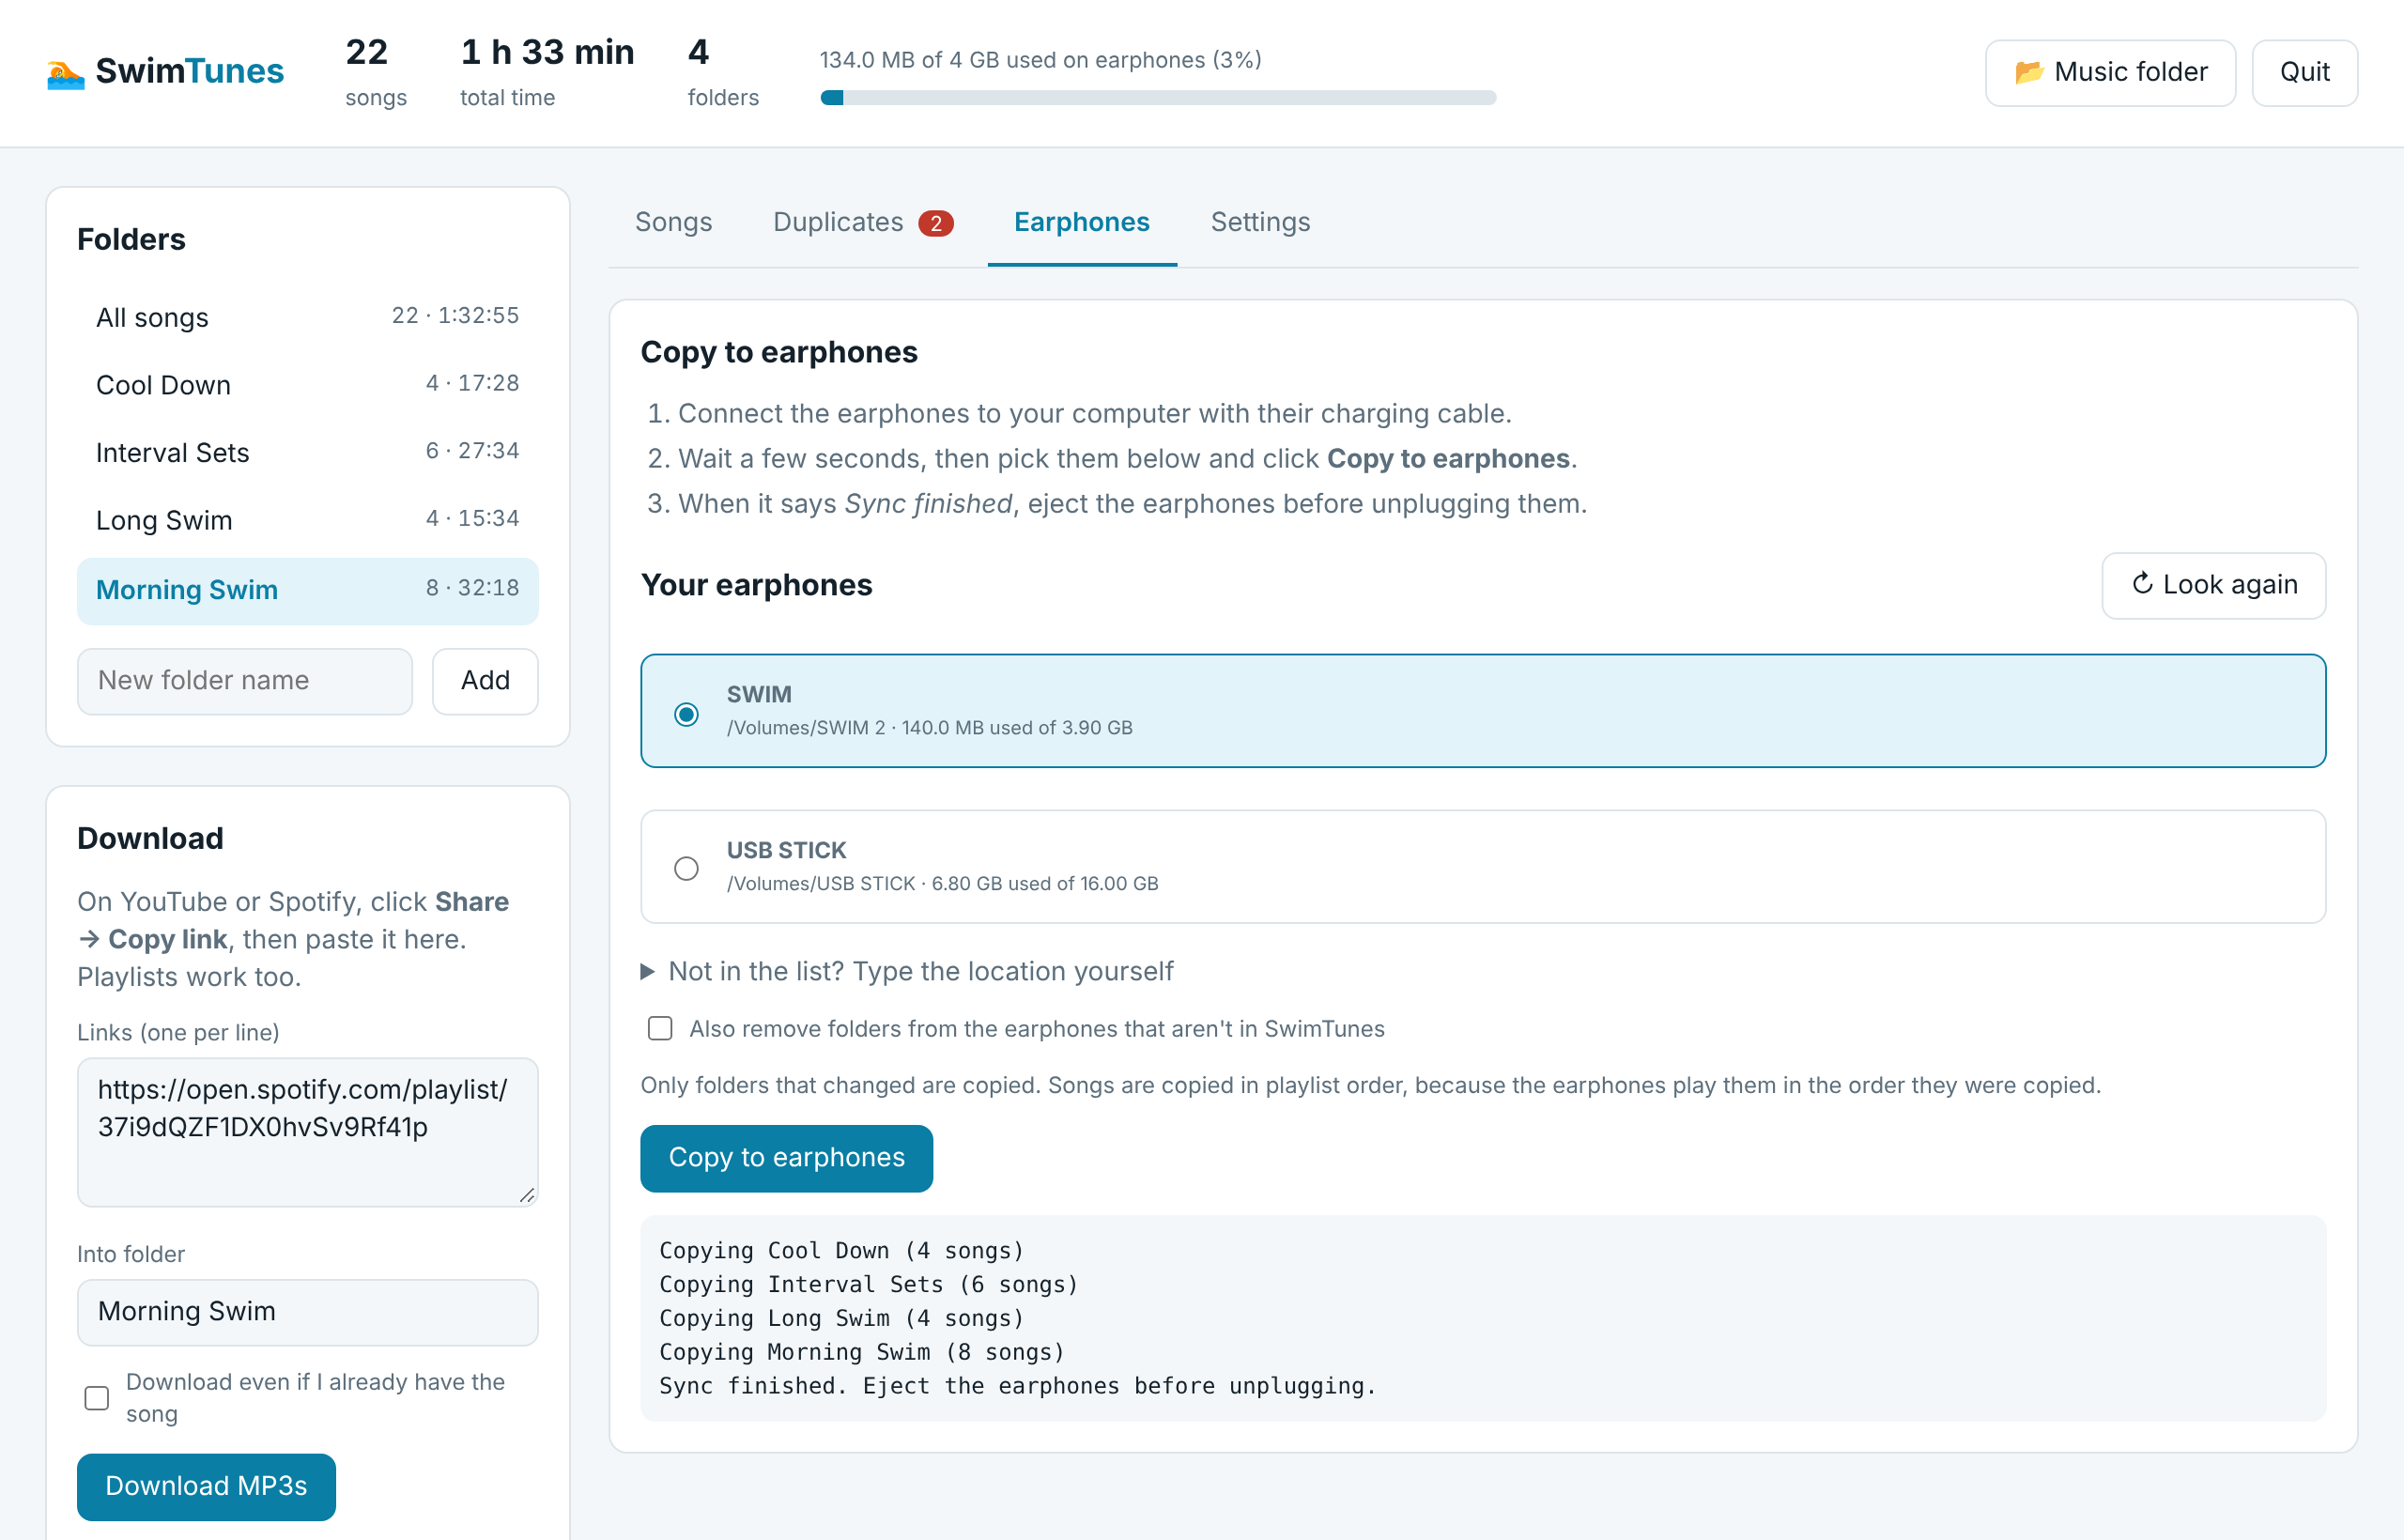 SwimTunes
22
songs
1 h 33 min
total time
4
folders
134.0 MB of 4 GB used on earphones (3%)
Music folder
Quit
Folders
All songs 22 · 1:32:55
Cool Down 4 · 17:28
Interval Sets 6 · 27:34
Long Swim 4 · 15:34
Morning Swim 8 · 32:18
New folder name
Add
Download
On YouTube or Spotify, click Share
→ Copy link, then paste it here.
Playlists work too.
Links (one per line)
https://open.spotify.com/playlist/
37i9dQZF1DX0hvSv9Rf41p
Into folder
Morning Swim
Download even if I already have the
song
Download MP3s
Songs
Duplicates 2
Earphones
Settings
Copy to earphones
1. Connect the earphones to your computer with their charging cable.
2. Wait a few seconds, then pick them below and click Copy to earphones.
3. When it says Sync finished, eject the earphones before unplugging them.
Your earphones
↻ Look again
SWIM
/Volumes/SWIM 2 · 140.0 MB used of 3.90 GB
USB STICK
/Volumes/USB STICK · 6.80 GB used of 16.00 GB
▶ Not in the list? Type the location yourself
Also remove folders from the earphones that aren't in SwimTunes
Only folders that changed are copied. Songs are copied in playlist order, because the earphones play them in the order they were copied.
Copy to earphones
Copying Cool Down (4 songs)
Copying Interval Sets (6 songs)
Copying Long Swim (4 songs)
Copying Morning Swim (8 songs)
Sync finished. Eject the earphones before unplugging.